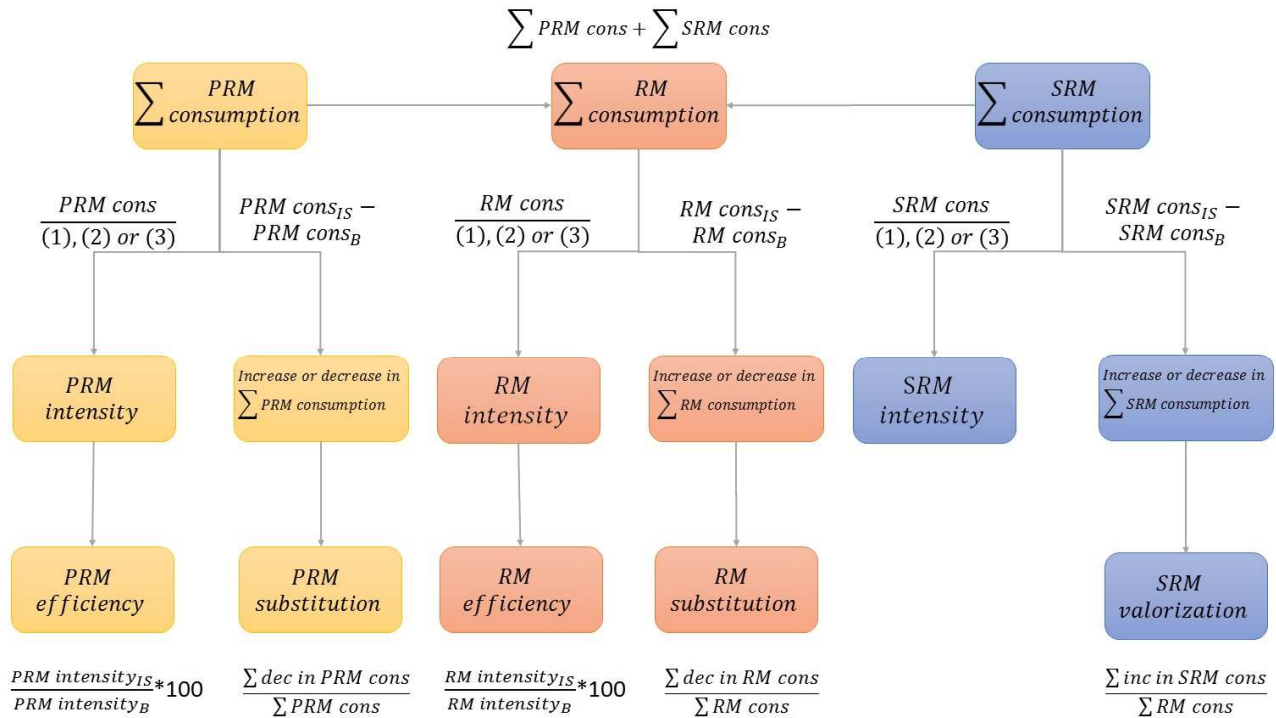 ∑ PRM cons + ∑ SRM cons
∑ PRM
consumption
∑ RM
consumption
∑ SRM
consumption
PRM cons
(1), (2) or (3)
PRM cons_IS −
PRM cons_B
RM cons
(1), (2) or (3)
RM cons_IS −
RM cons_B
SRM cons
(1), (2) or (3)
SRM cons_IS −
SRM cons_B
PRM
intensity
Increase or decrease in
∑ PRM consumption
RM
intensity
Increase or decrease in
∑ RM consumption
SRM
intensity
Increase or decrease in
∑ SRM consumption
PRM
efficiency
PRM
substitution
RM
efficiency
RM
substitution
SRM
valorization
PRM intensity_IS
PRM intensity_B
*100
∑ dec in PRM cons
∑ PRM cons
RM intensity_IS
RM intensity_B
*100
∑ dec in RM cons
∑ RM cons
∑ inc in SRM cons
∑ RM cons